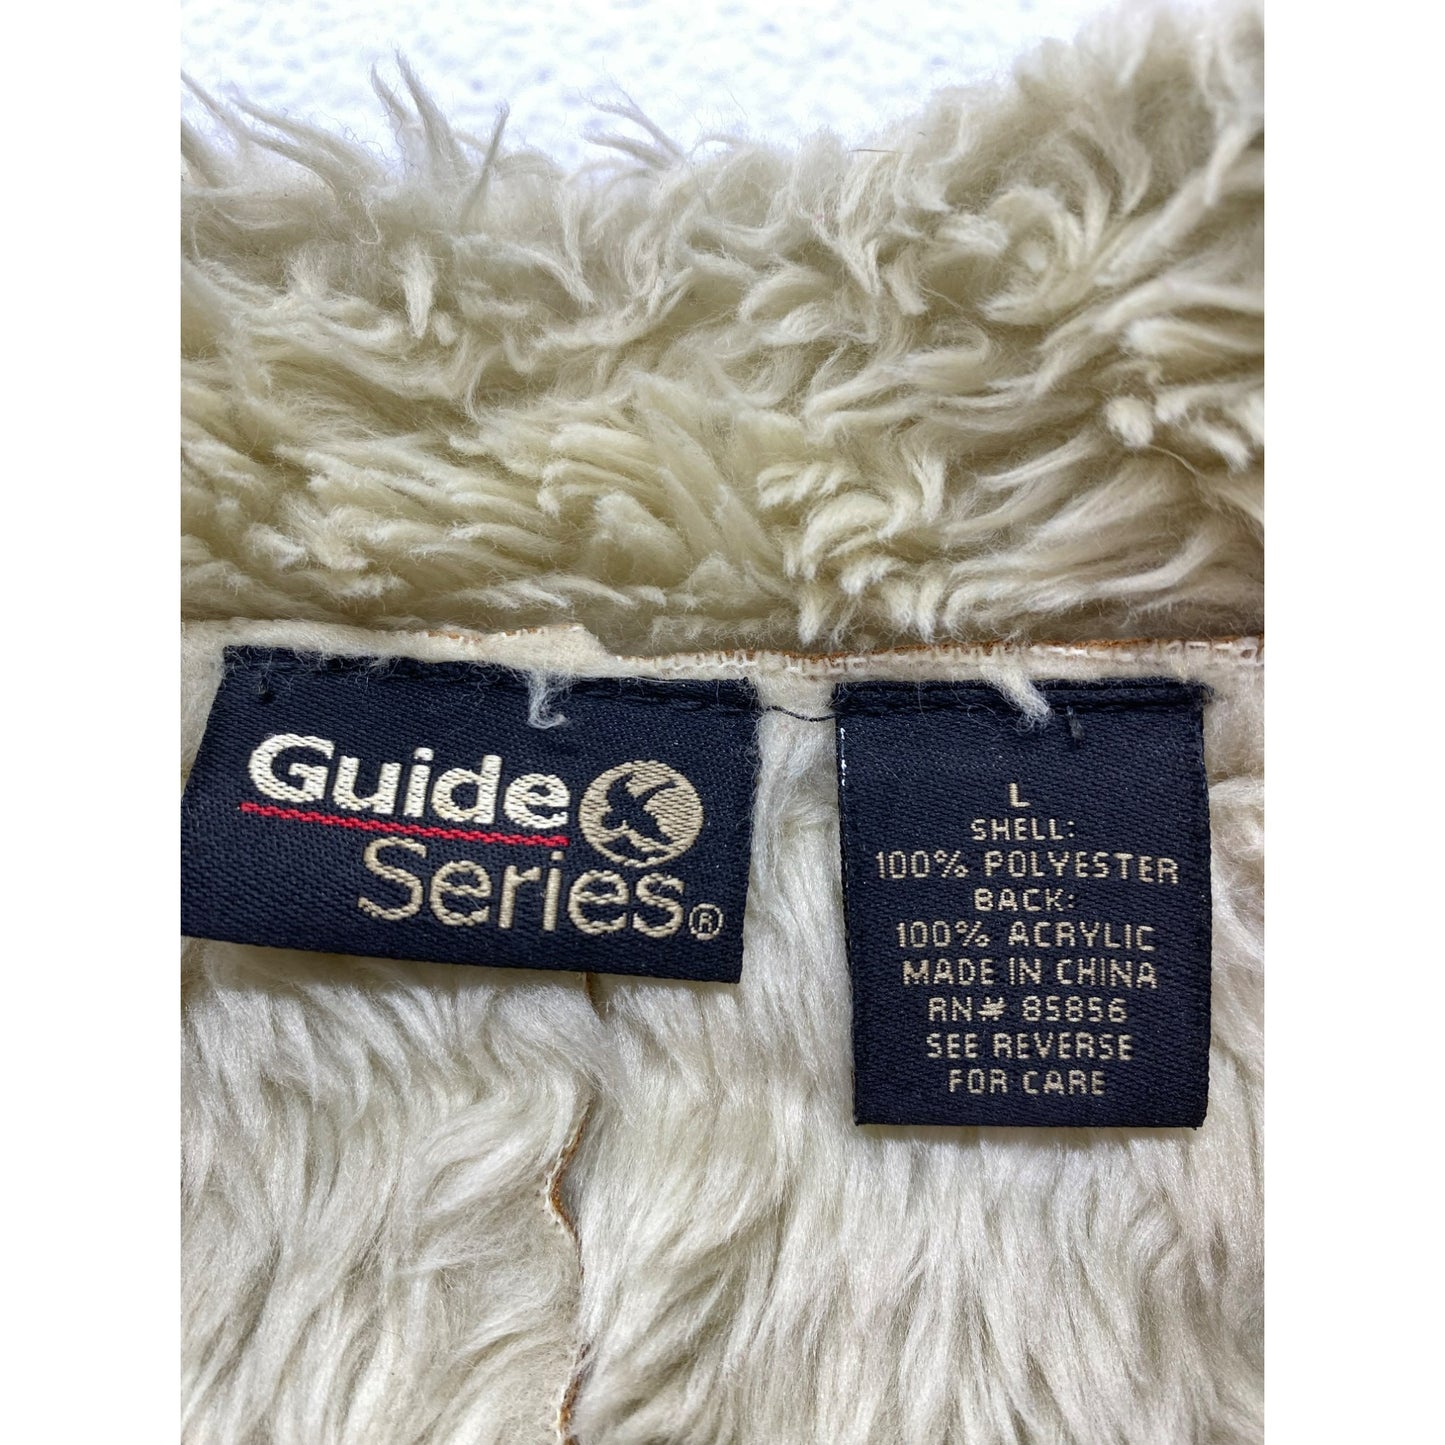 Guide
Series®
L
SHELL:
100% POLYESTER
BACK:
100% ACRYLIC
MADE IN CHINA
RN# 85856
SEE REVERSE
FOR CARE